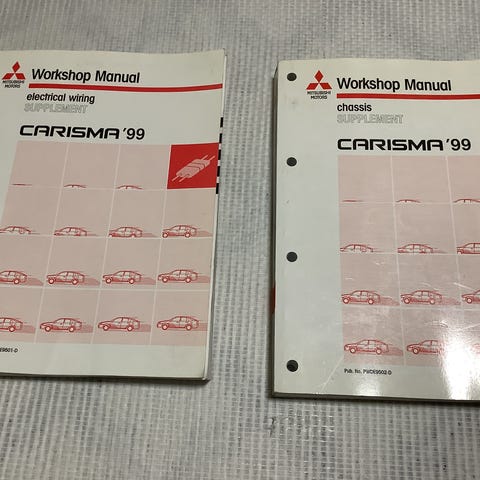 MITSUBISHI
MOTORS
Workshop Manual
electrical wiring
SUPPLEMENT
CARISMA '99
E9501-D
MITSUBISHI
MOTORS
Workshop Manual
chassis
SUPPLEMENT
CARISMA '99
Pub. No. PWDE9502-D